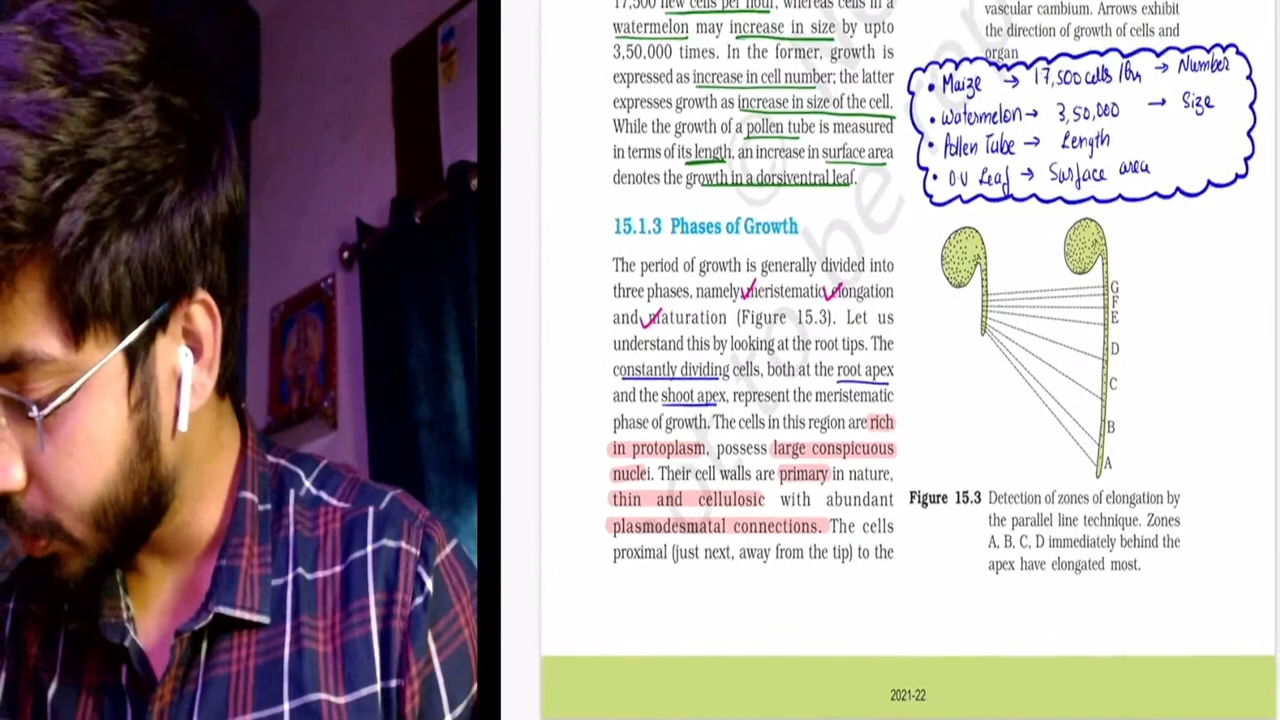 17,500 new cells per hour, whereas cells in a
watermelon may increase in size by upto
3,50,000 times. In the former, growth is
expressed as increase in cell number; the latter
expresses growth as increase in size of the cell.
While the growth of a pollen tube is measured
in terms of its length, an increase in surface area
denotes the growth in a dorsiventral leaf.
15.1.3 Phases of Growth
The period of growth is generally divided into
three phases, namely, meristematic, elongation
and maturation (Figure 15.3). Let us
understand this by looking at the root tips. The
constantly dividing cells, both at the root apex
and the shoot apex, represent the meristematic
phase of growth. The cells in this region are rich
in protoplasm, possess large conspicuous
nuclei. Their cell walls are primary in nature,
thin and cellulosic with abundant
plasmodesmatal connections. The cells
proximal (just next, away from the tip) to the
vascular cambium. Arrows exhibit
the direction of growth of cells and
organ
• Maize → 17,500 cells/hr → Number
• Watermelon → 3,50,000 → Size
• Pollen Tube → Length
• D.V Leaf → Surface area
G
F
E
D
C
B
A
Figure 15.3 Detection of zones of elongation by
the parallel line technique. Zones
A, B, C, D immediately behind the
apex have elongated most.
2021-22